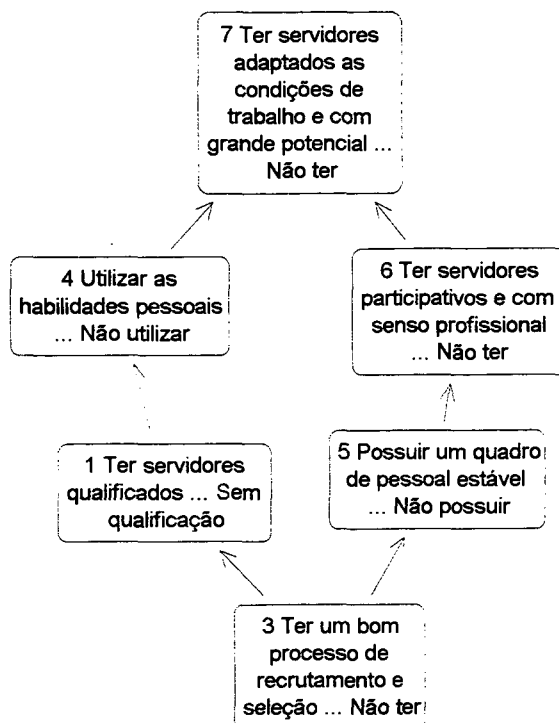 7 Ter servidores
adaptados as
condições de
trabalho e com
grande potencial ...
Não ter
4 Utilizar as
habilidades pessoais
... Não utilizar
6 Ter servidores
participativos e com
senso profissional
... Não ter
1 Ter servidores
qualificados ... Sem
qualificação
5 Possuir um quadro
de pessoal estável
... Não possuir
3 Ter um bom
processo de
recrutamento e
seleção ... Não ter